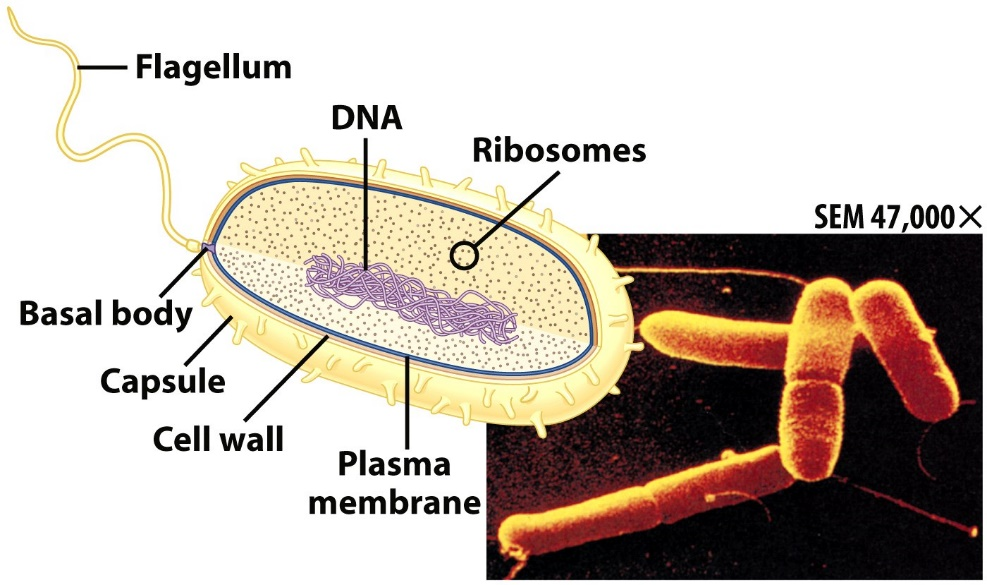 Flagellum
DNA
Ribosomes
SEM 47,000×
Basal body
Capsule
Cell wall
Plasma
membrane